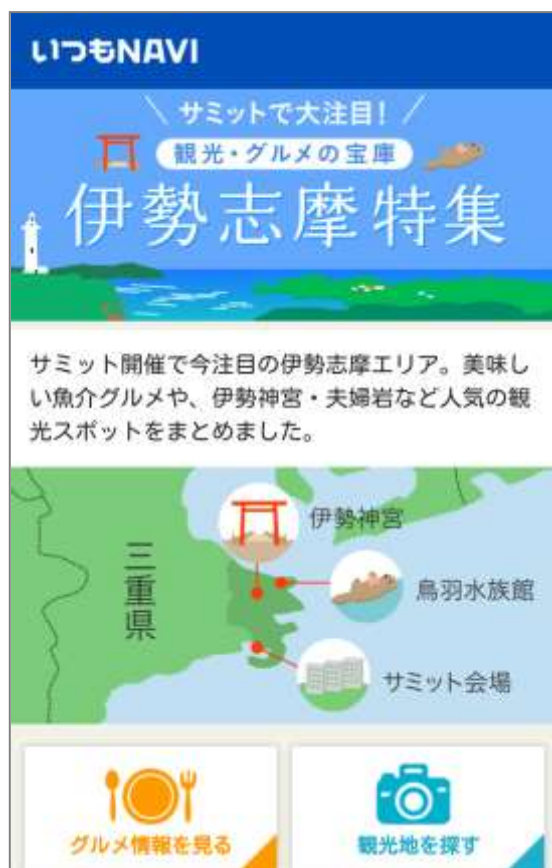 いつもNAVI
サミットで大注目!
観光・グルメの宝庫
伊勢志摩特集
サミット開催で今注目の伊勢志摩エリア。美味し
い魚介グルメや、伊勢神宮・夫婦岩など人気の観
光スポットをまとめました。
伊勢神宮
三重県
鳥羽水族館
サミット会場
グルメ情報を見る
観光地を探す